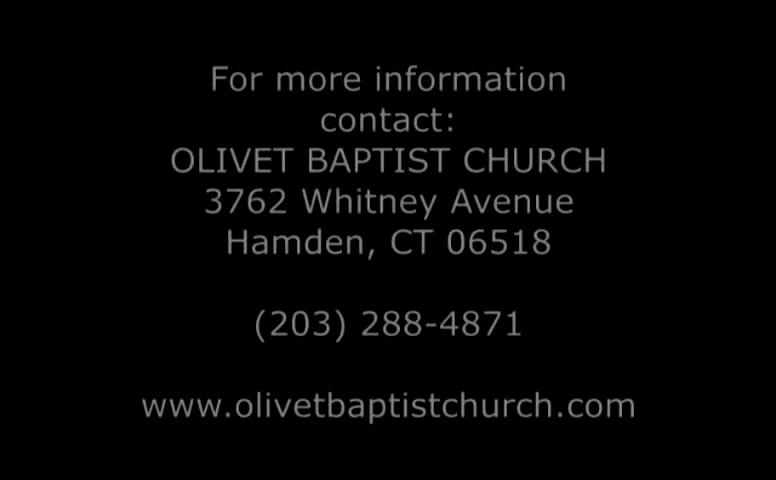 For more information
contact:
OLIVET BAPTIST CHURCH
3762 Whitney Avenue
Hamden, CT 06518
(203) 288-4871
www.olivetbaptistchurch.com